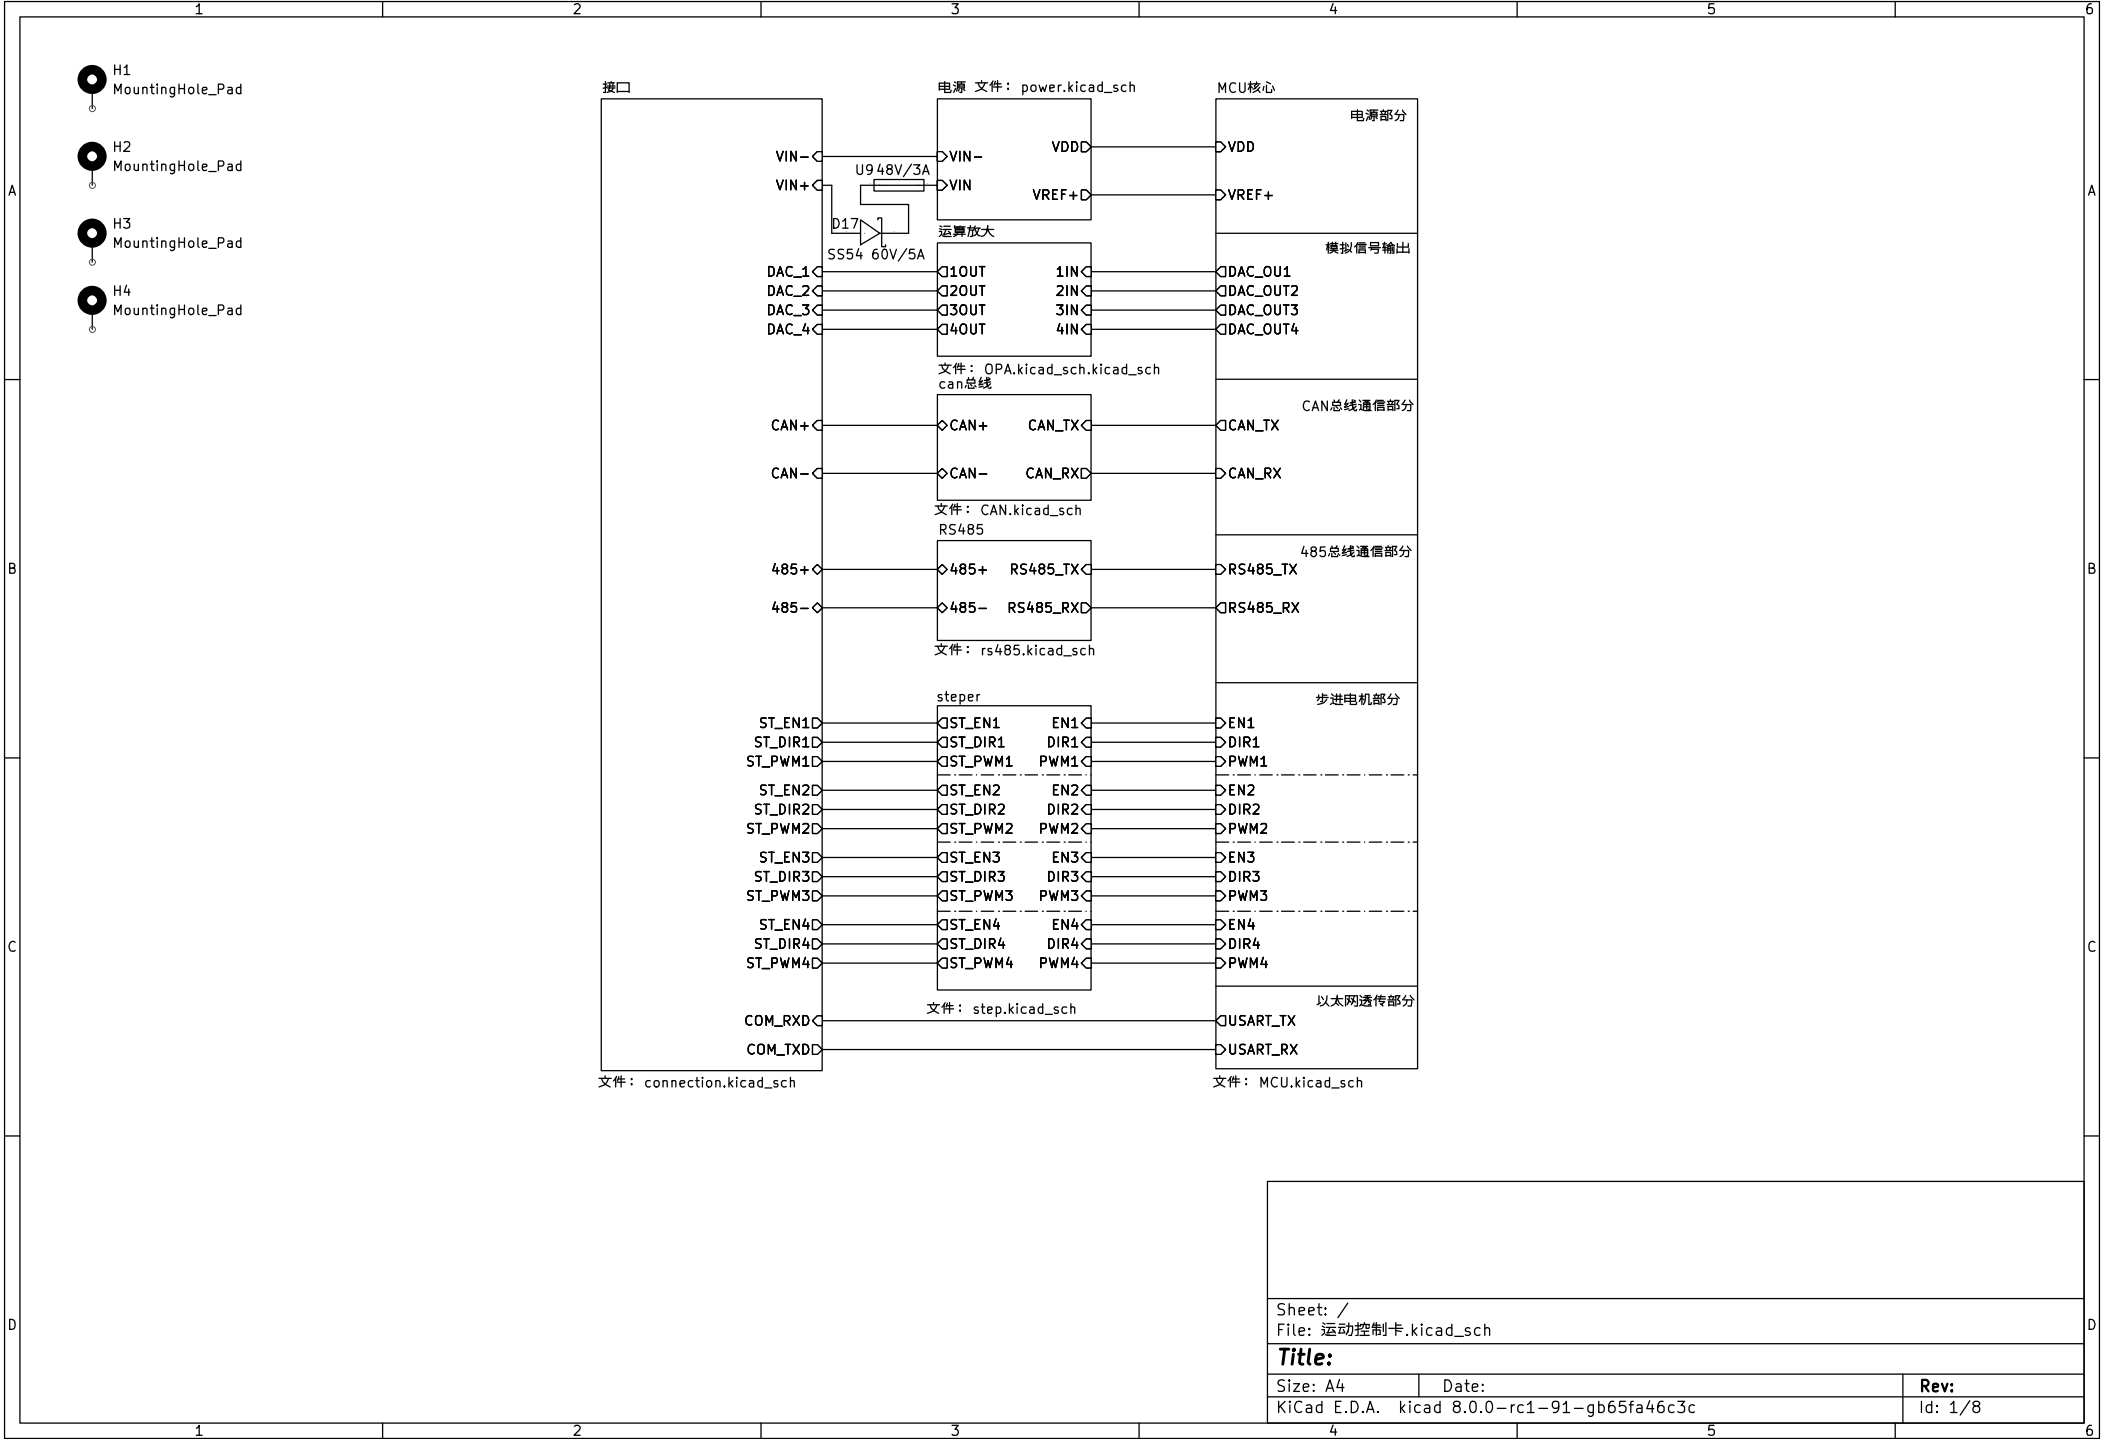 1 2 3 4 5 6
H1
MountingHole_Pad
H2
MountingHole_Pad
H3
MountingHole_Pad
H4
MountingHole_Pad
A
B
C
D
接口
VIN-
VIN+
DAC_1
DAC_2
DAC_3
DAC_4
CAN+
CAN-
485+
485-
ST_EN1
ST_DIR1
ST_PWM1
ST_EN2
ST_DIR2
ST_PWM2
ST_EN3
ST_DIR3
ST_PWM3
ST_EN4
ST_DIR4
ST_PWM4
COM_RXD
COM_TXD
文件: connection.kicad_sch
U9 48V/3A
D17
SS54 60V/5A
电源 文件: power.kicad_sch
VIN- VDD
VIN VREF+
运算放大
1OUT 1IN
2OUT 2IN
3OUT 3IN
4OUT 4IN
文件: OPA.kicad_sch.kicad_sch
can总线
CAN+ CAN_TX
CAN- CAN_RX
文件: CAN.kicad_sch
RS485
485+ RS485_TX
485- RS485_RX
文件: rs485.kicad_sch
steper
ST_EN1 EN1
ST_DIR1 DIR1
ST_PWM1 PWM1
ST_EN2 EN2
ST_DIR2 DIR2
ST_PWM2 PWM2
ST_EN3 EN3
ST_DIR3 DIR3
ST_PWM3 PWM3
ST_EN4 EN4
ST_DIR4 DIR4
ST_PWM4 PWM4
文件: step.kicad_sch
MCU核心
电源部分
VDD
VREF+
模拟信号输出
DAC_OU1
DAC_OUT2
DAC_OUT3
DAC_OUT4
CAN总线通信部分
CAN_TX
CAN_RX
485总线通信部分
RS485_TX
RS485_RX
步进电机部分
EN1
DIR1
PWM1
EN2
DIR2
PWM2
EN3
DIR3
PWM3
EN4
DIR4
PWM4
以太网透传部分
USART_TX
USART_RX
文件: MCU.kicad_sch
A
B
C
D
Sheet: /
File: 运动控制卡.kicad_sch
Title:
Size: A4 Date: Rev:
KiCad E.D.A. kicad 8.0.0-rc1-91-gb65fa46c3c Id: 1/8
1 2 3 4 5 6